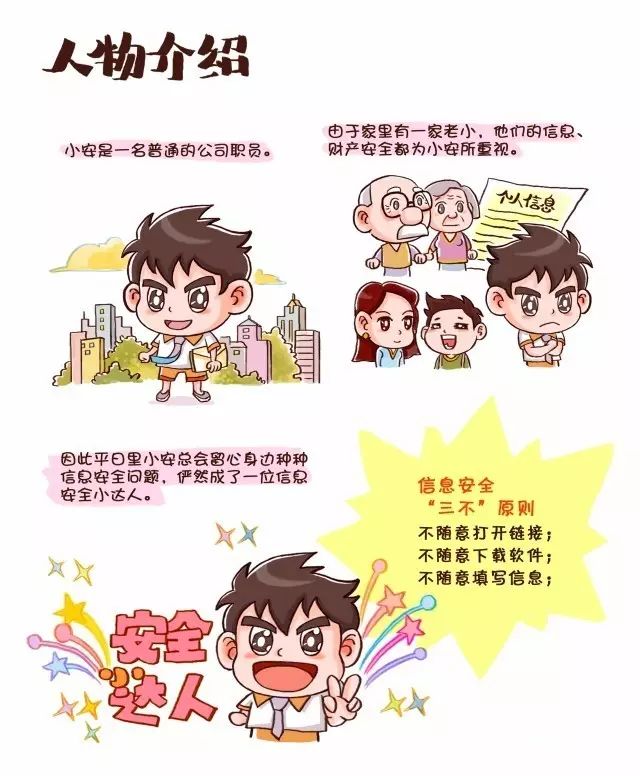 人物介绍
小安是一名普通的公司职员。
由于家里有一家老小，他们的信息、
财产安全都为小安所重视。
个人信息
因此平日里小安总会留心身边种种
信息安全问题，俨然成了一位信息
安全小达人。
信息安全
“三不”原则
不随意打开链接；
不随意下载软件；
不随意填写信息；
安全
小达人